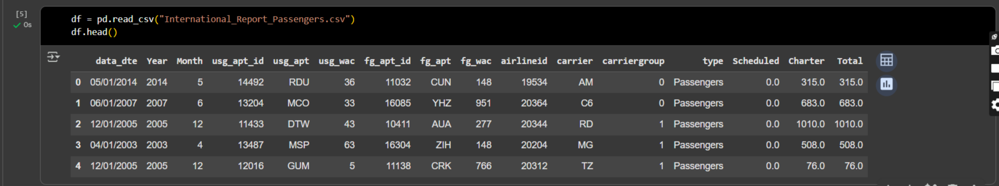 [5]
0s
df = pd.read_csv("International_Report_Passengers.csv")
df.head()
data_dte Year Month usg_apt_id usg_apt usg_wac fg_apt_id fg_apt fg_wac airlineid carrier carriergroup type Scheduled Charter Total
0 05/01/2014 2014 5 14492 RDU 36 11032 CUN 148 19534 AM 0 Passengers 0.0 315.0 315.0
1 06/01/2007 2007 6 13204 MCO 33 16085 YHZ 951 20364 C6 0 Passengers 0.0 683.0 683.0
2 12/01/2005 2005 12 11433 DTW 43 10411 AUA 277 20344 RD 1 Passengers 0.0 1010.0 1010.0
3 04/01/2003 2003 4 13487 MSP 63 16304 ZIH 148 20204 MG 1 Passengers 0.0 508.0 508.0
4 12/01/2005 2005 12 12016 GUM 5 11138 CRK 766 20312 TZ 1 Passengers 0.0 76.0 76.0